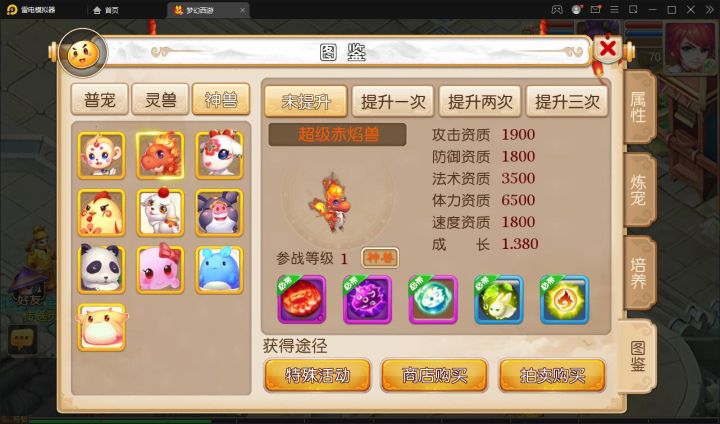 雷电模拟器
首页
梦幻西游
图 鉴
70
普宠
灵兽
神兽
未提升
提升一次
提升两次
提升三次
属性
炼宠
培养
图鉴
超级赤焰兽
攻击资质 1900
防御资质 1800
法术资质 3500
体力资质 6500
速度资质 1800
成 长 1.380
参战等级 1
神兽
必带
必带
必带
必带
必带
获得途径
特殊活动
商店购买
拍卖购买
好友